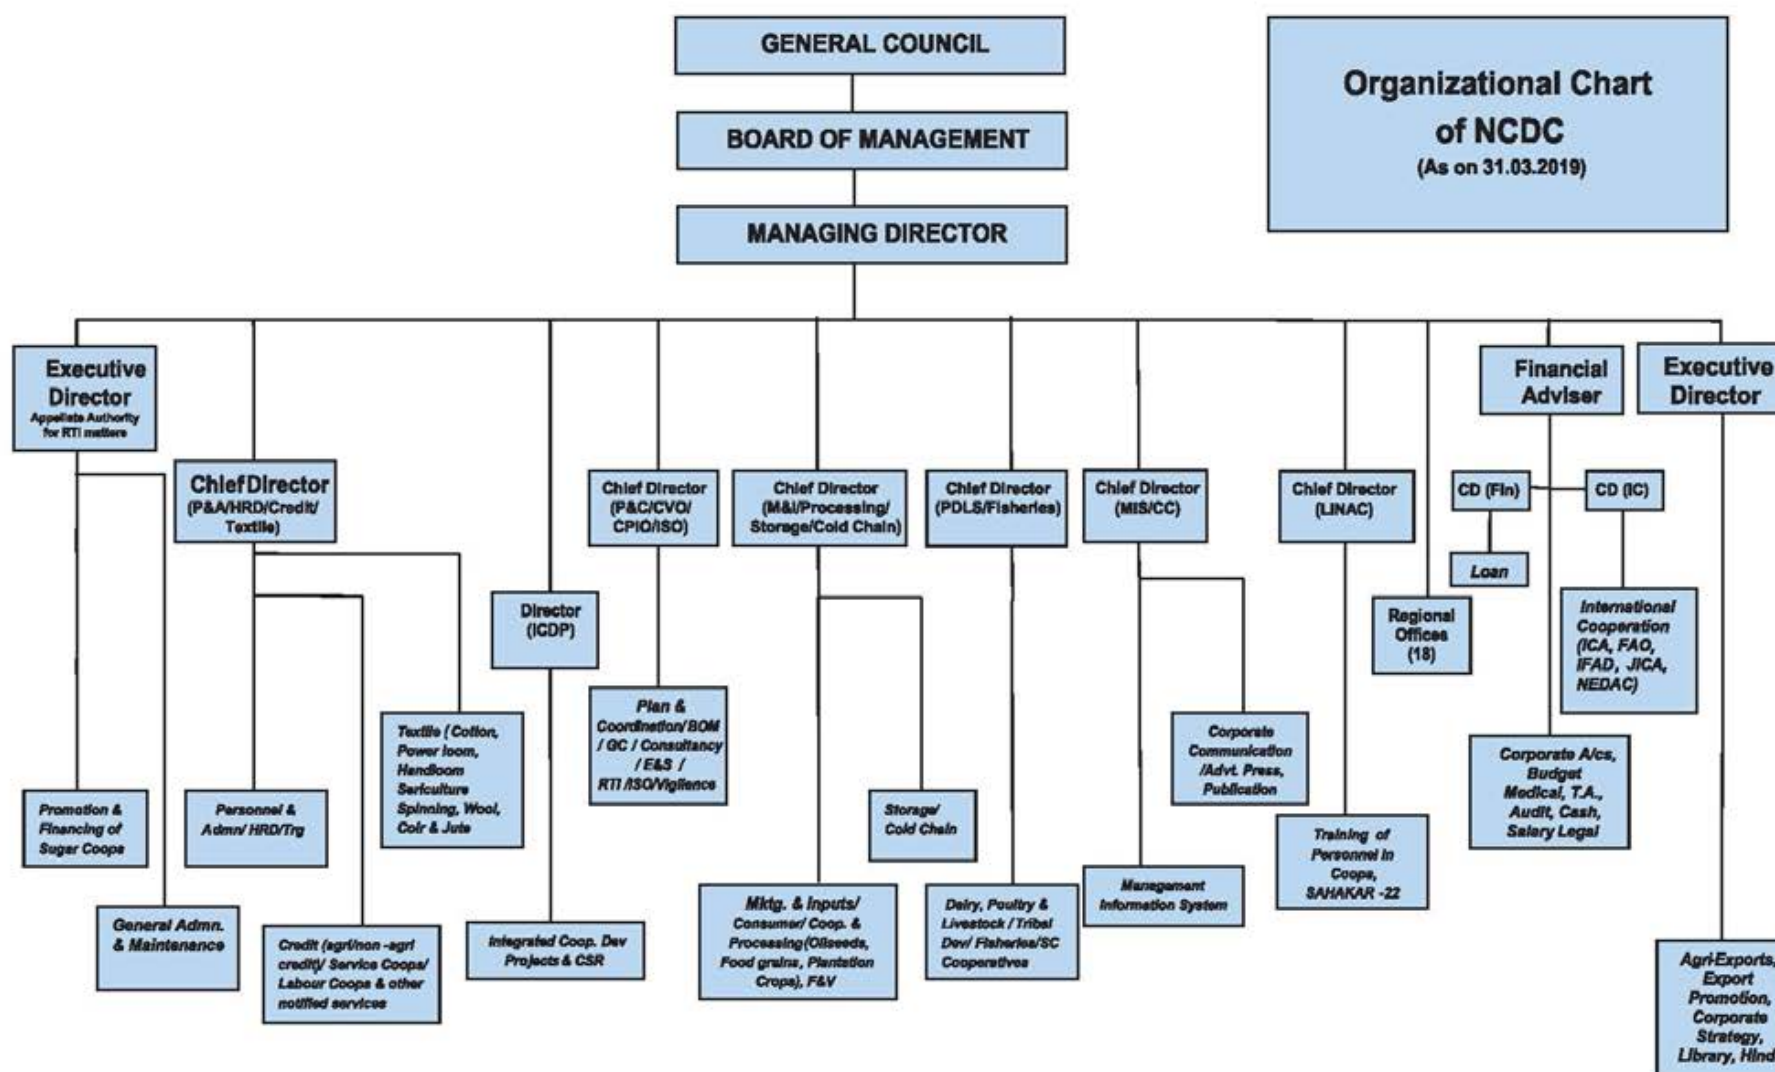 GENERAL COUNCIL
Organizational Chart
of NCDC
(As on 31.03.2019)
BOARD OF MANAGEMENT
MANAGING DIRECTOR
Executive
Director
Appellate Authority
for RTI matters
Financial
Adviser
Executive
Director
Chief Director
(P&A/HRD/Credit/
Textile)
Chief Director
(P&C/CVO/
CPIO/ISO)
Chief Director
(M&I/Processing/
Storage/Cold Chain)
Chief Director
(PDLS/Fisheries)
Chief Director
(MIS/CC)
Chief Director
(LINAC)
CD (Fin)
CD (IC)
Loan
Director
(ICDP)
Regional
Offices
(18)
International
Cooperation
(ICA, FAO,
IFAD, JICA,
NEDAC)
Plan &
Coordination/ BOM
/ GC / Consultancy
/ E&S /
RTI /ISO/Vigilence
Textile ( Cotton,
Power loom,
Handloom
Sericulture
Spinning, Wool,
Coir & Jute
Corporate
Communication
/Advt. Press,
Publication
Corporate A/cs,
Budget
Medical, T.A.,
Audit, Cash,
Salary Legal
Promotion &
Financing of
Sugar Coops
Personnel &
Admn/ HRD/Trg
Storage/
Cold Chain
Training of
Personnel in
Coops,
SAHAKAR -22
General Admn.
& Maintenance
Credit (agri/non -agri
credit)/ Service Coops/
Labour Coops & other
notified services
Integrated Coop. Dev
Projects & CSR
Mktg. & Inputs/
Consumer/ Coop. &
Processing(Oilseeds,
Food grains, Plantation
Crops), F&V
Dairy, Poultry &
Livestock / Tribal
Dev/ Fisheries/SC
Cooperatives
Management
Information System
Agri-Exports,
Export
Promotion,
Corporate
Strategy,
Library, Hind